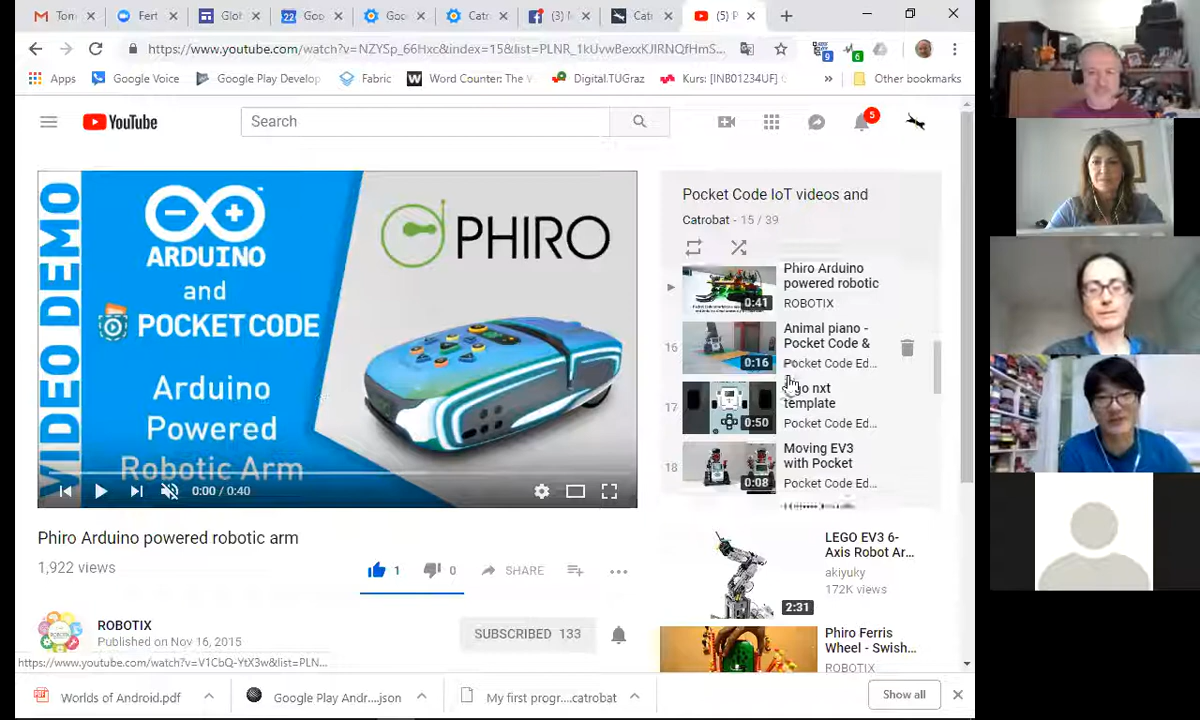 Tom
Fert
Glob
22
Goo
Goo
Catr
(3)
Catr
(5) P
https://www.youtube.com/watch?v=NZYSp_66Hxc&index=15&list=PLNR_1kUvwBexxKJIRNQfHmS...
9
6
Apps
Google Voice
Google Play Develop
Fabric
Word Counter: The
Digital.TUGraz
Kurs: [INB01234UF]
»
Other bookmarks
YouTube
Search
5
VIDEO DEMO
ARDUINO
and
POCKET CODE
Arduino
Powered
Robotic Arm
PHIRO
0:00 / 0:40
Pocket Code IoT videos and
Catrobat - 15 / 39
0:41
Phiro Arduino
powered robotic
ROBOTIX
16
0:16
Animal piano -
Pocket Code &
Pocket Code Ed...
17
0:50
nxt
template
Pocket Code Ed...
18
0:08
Moving EV3
with Pocket
Pocket Code Ed...
Phiro Arduino powered robotic arm
1,922 views
1
0
SHARE
LEGO EV3 6-
Axis Robot Ar...
akiyuky
172K views
2:31
ROBOTIX
Published on Nov 16, 2015
SUBSCRIBED 133
Phiro Ferris
Wheel - Swish...
ROBOTIX
https://www.youtube.com/watch?v=V1CbQ-YtX3w&list=PLN...
Worlds of Android.pdf
Google Play Andr....json
My first progr....catrobat
Show all